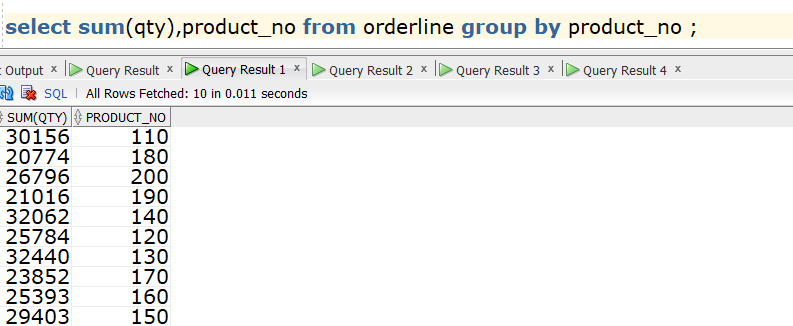 select sum(qty),product_no from orderline group by product_no ;
t Output x Query Result x Query Result 1 x Query Result 2 x Query Result 3 x Query Result 4 x
SQL | All Rows Fetched: 10 in 0.011 seconds
SUM(QTY) PRODUCT_NO
30156 110
20774 180
26796 200
21016 190
32062 140
25784 120
32440 130
23852 170
25393 160
29403 150